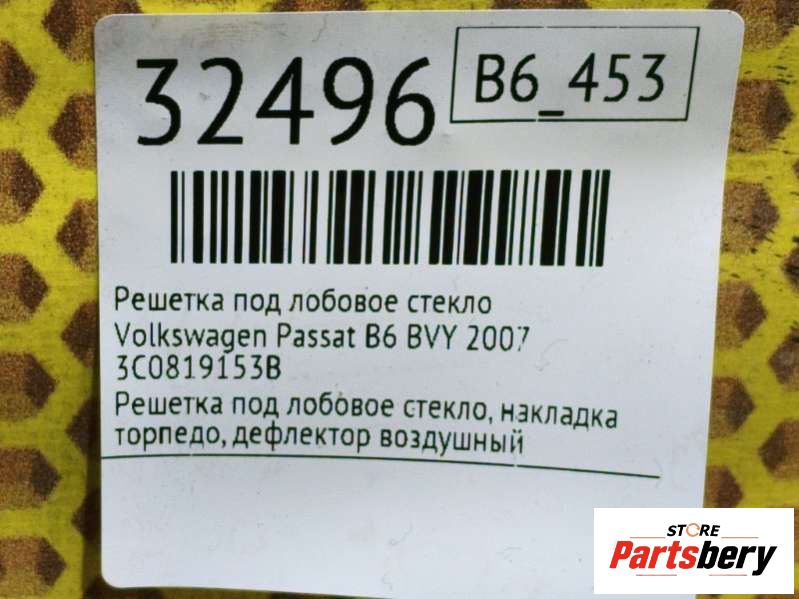 32496
B6_453
Решетка под лобовое стекло
Volkswagen Passat B6 BVY 2007
3C0819153B
Решетка под лобовое стекло, накладка
торпедо, дефлектор воздушный
STORE
Partsbery